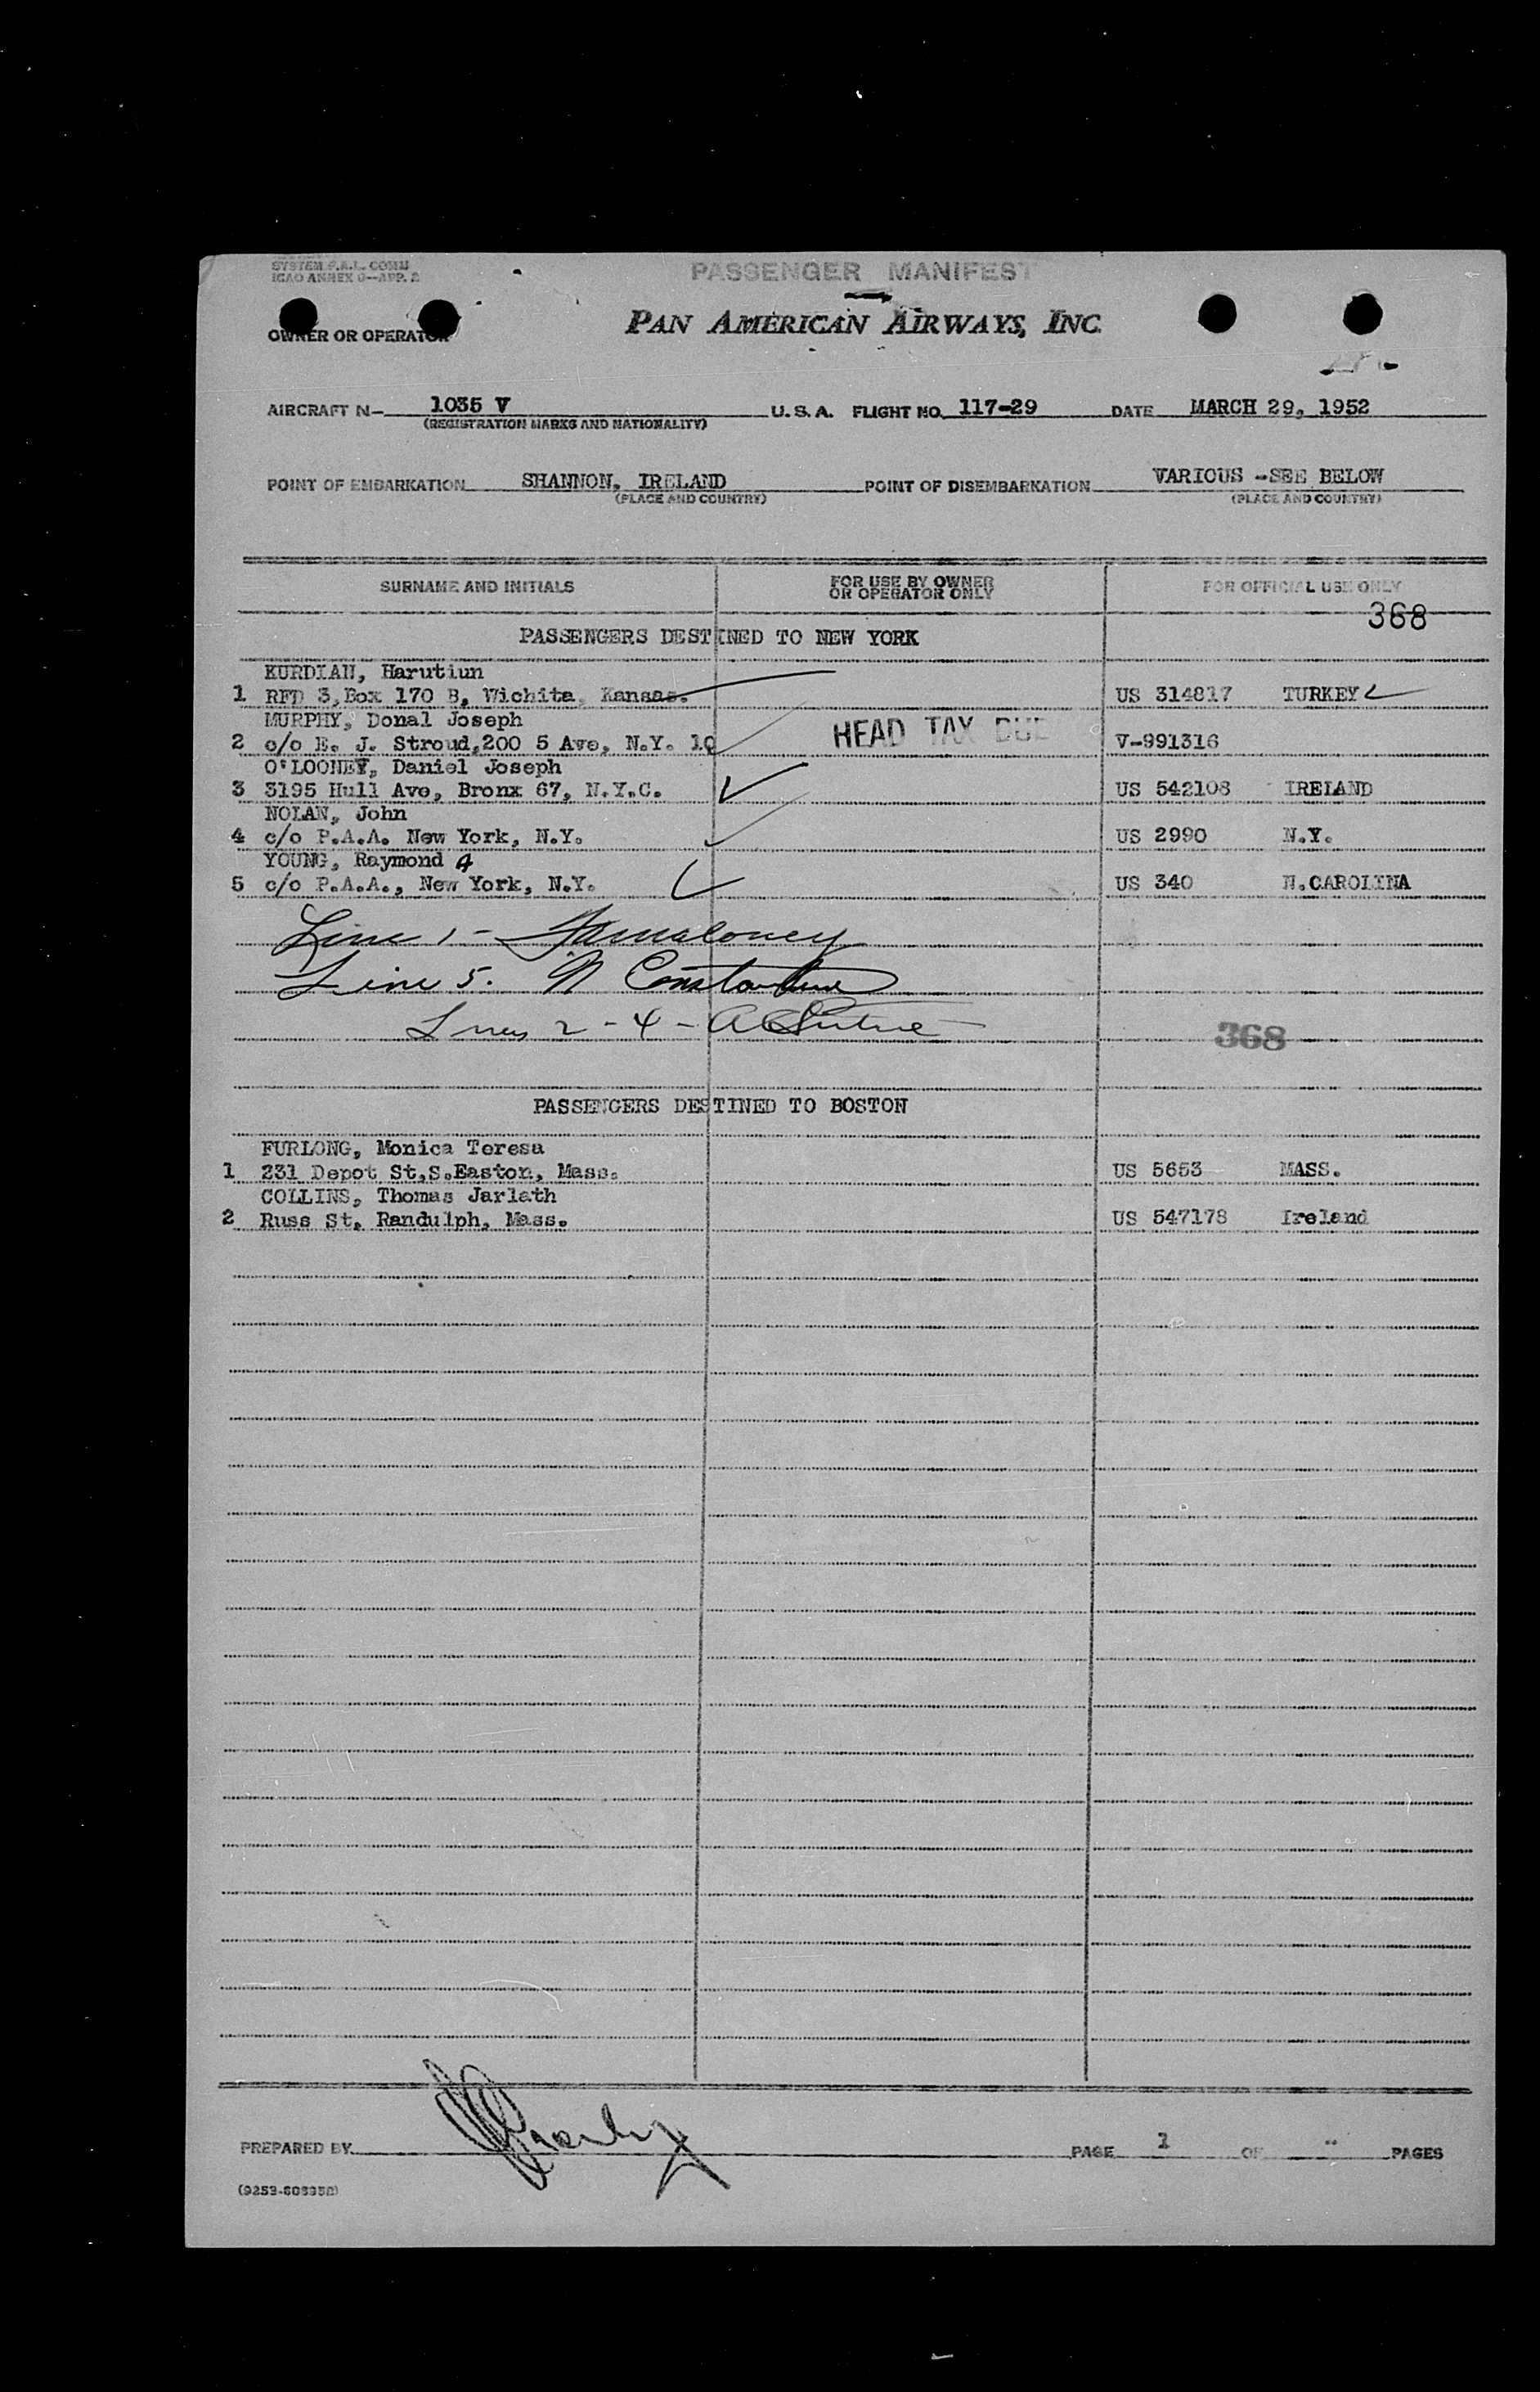 SYSTEM F.A.L. COMM
ICAO ANNEX 9—APP. 2
PASSENGER MANIFEST
OWNER OR OPERATOR
PAN AMERICAN AIRWAYS, INC.
AIRCRAFT N— 1035 V U.S.A. FLIGHT NO. 117-29 DATE MARCH 29, 1952
(REGISTRATION MARKS AND NATIONALITY)
POINT OF EMBARKATION SHANNON, IRELAND POINT OF DISEMBARKATION VARIOUS -SEE BELOW
(PLACE AND COUNTRY) (PLACE AND COUNTRY)
SURNAME AND INITIALS FOR USE BY OWNER OR OPERATOR ONLY FOR OFFICIAL USE ONLY
368
PASSENGERS DESTINED TO NEW YORK
KURDIAN, Harutiun
1 RFD 3,Box 170 B, Wichita, Kansas. US 314817 TURKEY
MURPHY, Donal Joseph
2 c/o E. J. Stroud,200 5 Ave, N.Y. 10 HEAD TAX DUE V-991316
O'LOONEY, Daniel Joseph
3 3195 Hull Ave, Bronx 67, N.Y.C. US 542108 IRELAND
NOLAN, John
4 c/o P.A.A. New York, N.Y. US 2990 N.Y.
YOUNG, Raymond A
5 c/o P.A.A., New York, N.Y. US 340 N.CAROLINA
Line 1 -
Line 5. N Constantine
Lines 2 - 4 -
368
PASSENGERS DESTINED TO BOSTON
FURLONG, Monica Teresa
1 231 Depot St,S.Easton, Mass. US 5653 MASS.
COLLINS, Thomas Jarlath
2 Russ St, Randulph, Mass. US 547178 Ireland
PREPARED BY PAGE 1 OF PAGES